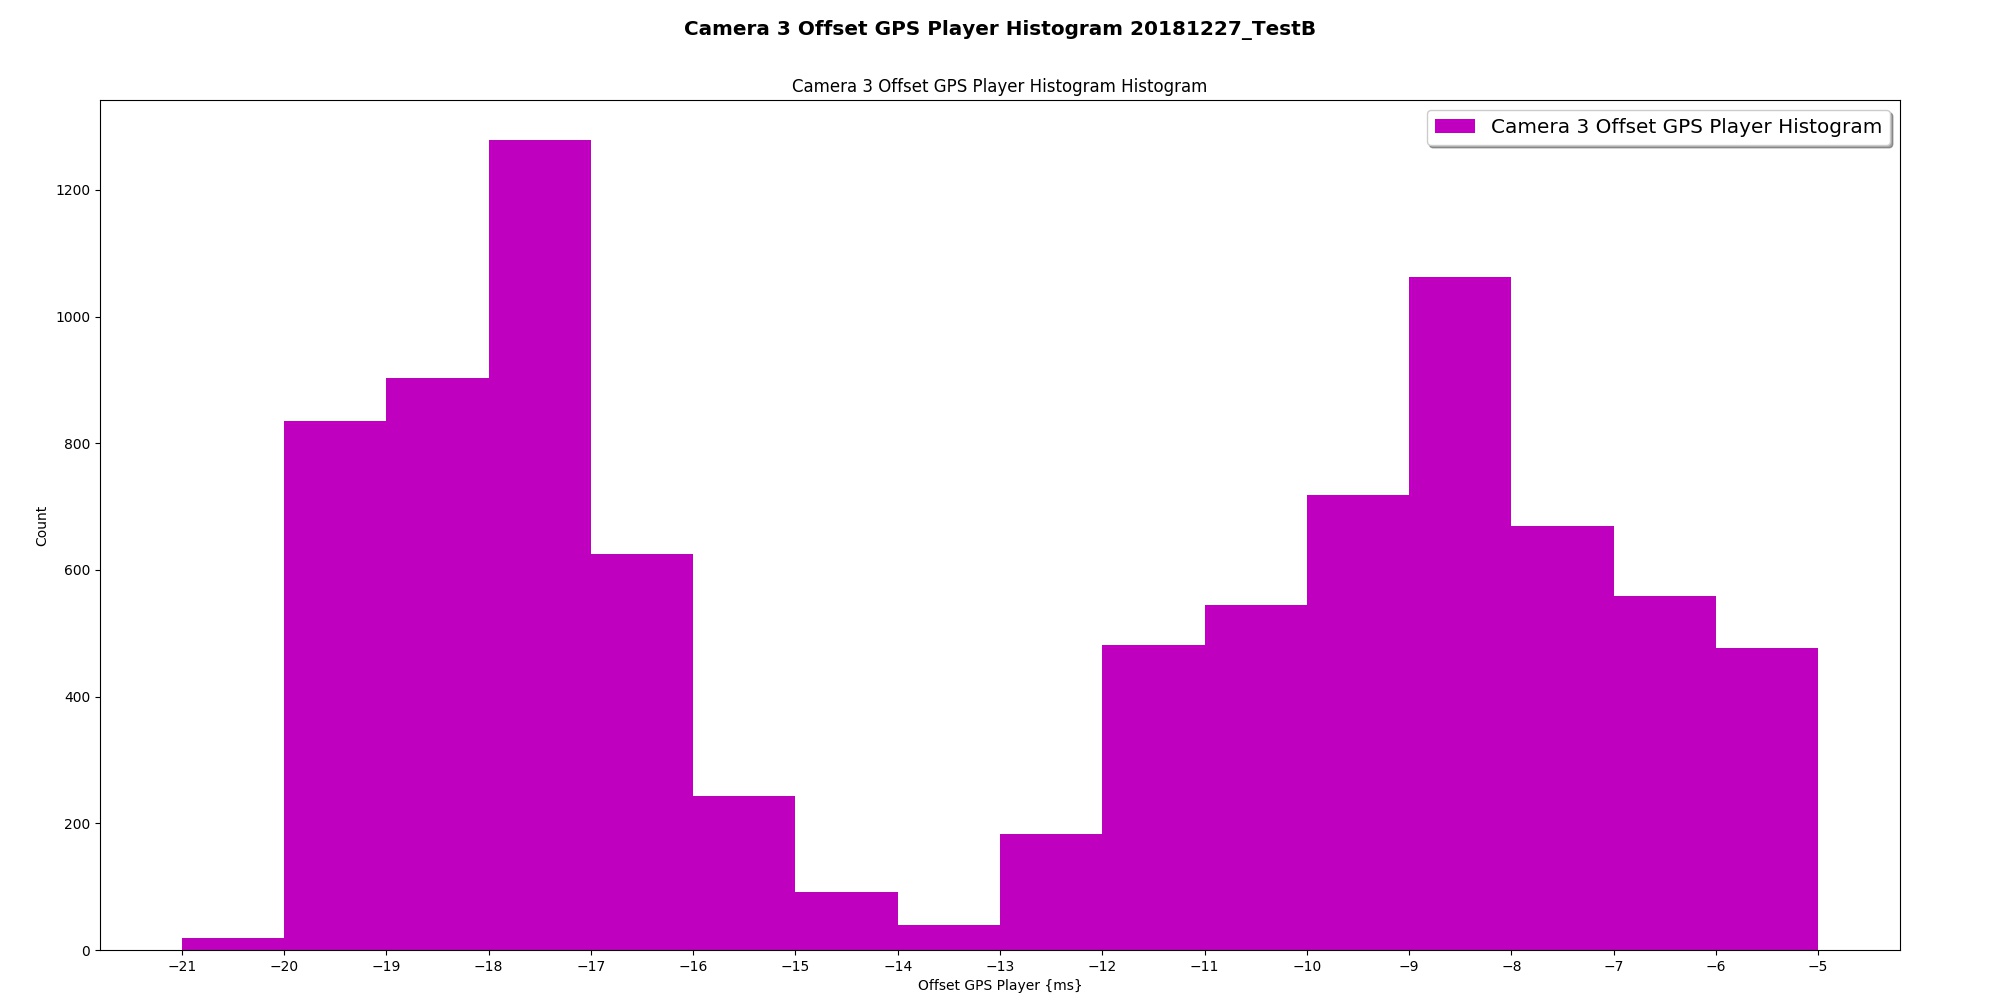 Camera 3 Offset GPS Player Histogram 20181227_TestB
Camera 3 Offset GPS Player Histogram Histogram
Camera 3 Offset GPS Player Histogram
1200
1000
800
600
400
200
0
Count
−21 −20 −19 −18 −17 −16 −15 −14 −13 −12 −11 −10 −9 −8 −7 −6 −5
Offset GPS Player {ms}